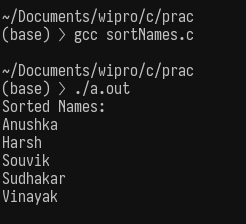 ~/Documents/wipro/c/prac
(base) > gcc sortNames.c
~/Documents/wipro/c/prac
(base) > ./a.out
Sorted Names:
Anushka
Harsh
Souvik
Sudhakar
Vinayak